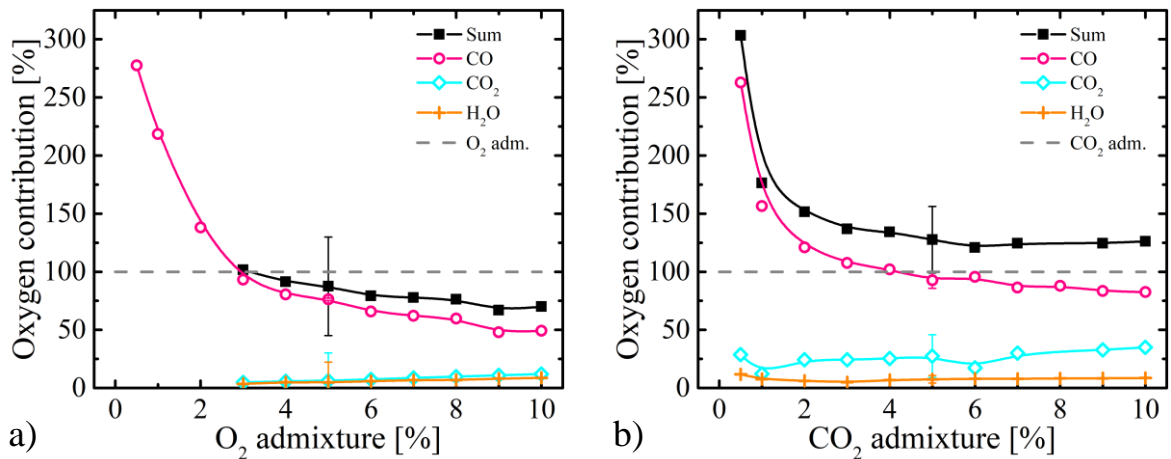 Oxygen contribution [%]
300
250
200
150
100
50
0
Sum
CO
CO₂
H₂O
O₂ adm.
0 2 4 6 8 10
O₂ admixture [%]
a)
Oxygen contribution [%]
300
250
200
150
100
50
0
Sum
CO
CO₂
H₂O
CO₂ adm.
0 2 4 6 8 10
CO₂ admixture [%]
b)